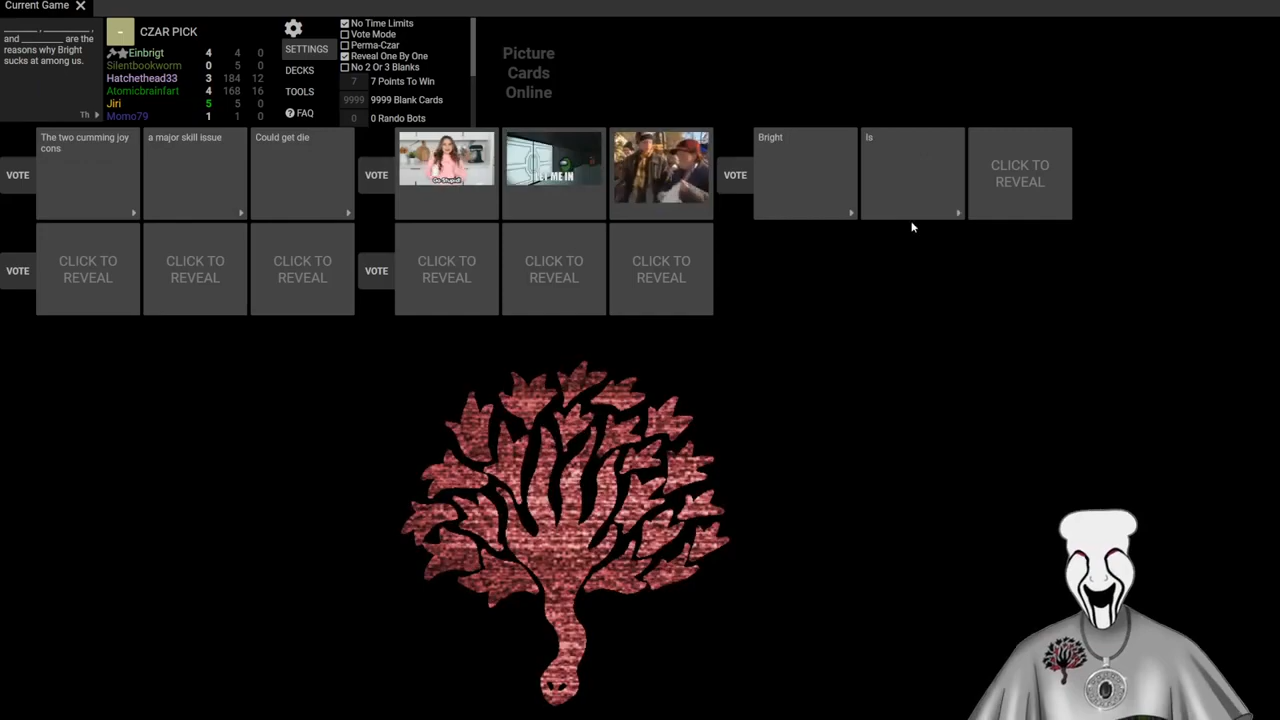 Current Game
_______, _______,
and _______ are the
reasons why Bright
sucks at among us.
Th
-
CZAR PICK
Einbrigt 4 4 0
Silentbookworm 0 5 0
Hatchethead33 3 184 12
Atomicbrainfart 4 168 16
Jiri 5 5 0
Momo79 1 1 0
SETTINGS
DECKS
TOOLS
FAQ
No Time Limits
Vote Mode
Perma-Czar
Reveal One By One
No 2 Or 3 Blanks
7 7 Points To Win
9999 9999 Blank Cards
0 0 Rando Bots
Picture
Cards
Online
VOTE
The two cumming joy
cons
a major skill issue
Could get die
VOTE
Go Stupid!
LET ME IN
VOTE
Bright
Is
CLICK TO
REVEAL
VOTE
CLICK TO
REVEAL
CLICK TO
REVEAL
CLICK TO
REVEAL
VOTE
CLICK TO
REVEAL
CLICK TO
REVEAL
CLICK TO
REVEAL